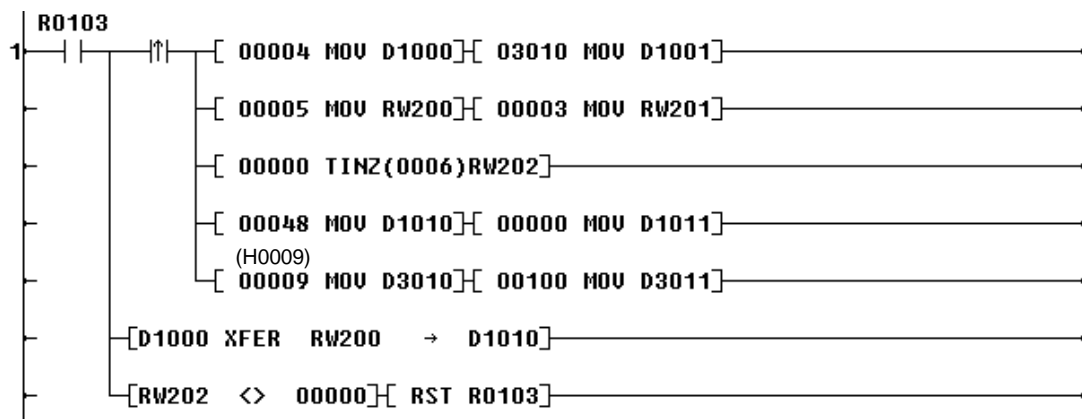 R0103
1 [ 00004 MOV D1000][ 03010 MOV D1001]
[ 00005 MOV RW200][ 00003 MOV RW201]
[ 00000 TINZ(0006)RW202]
[ 00048 MOV D1010][ 00000 MOV D1011]
(H0009)
[ 00009 MOV D3010][ 00100 MOV D3011]
[D1000 XFER RW200 → D1010]
[RW202 <> 00000][ RST R0103]